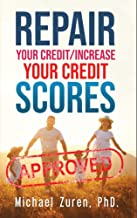 REPAIR
YOUR CREDIT/INCREASE
YOUR CREDIT
SCORES
APPROVED
Michael Zuren, PhD.